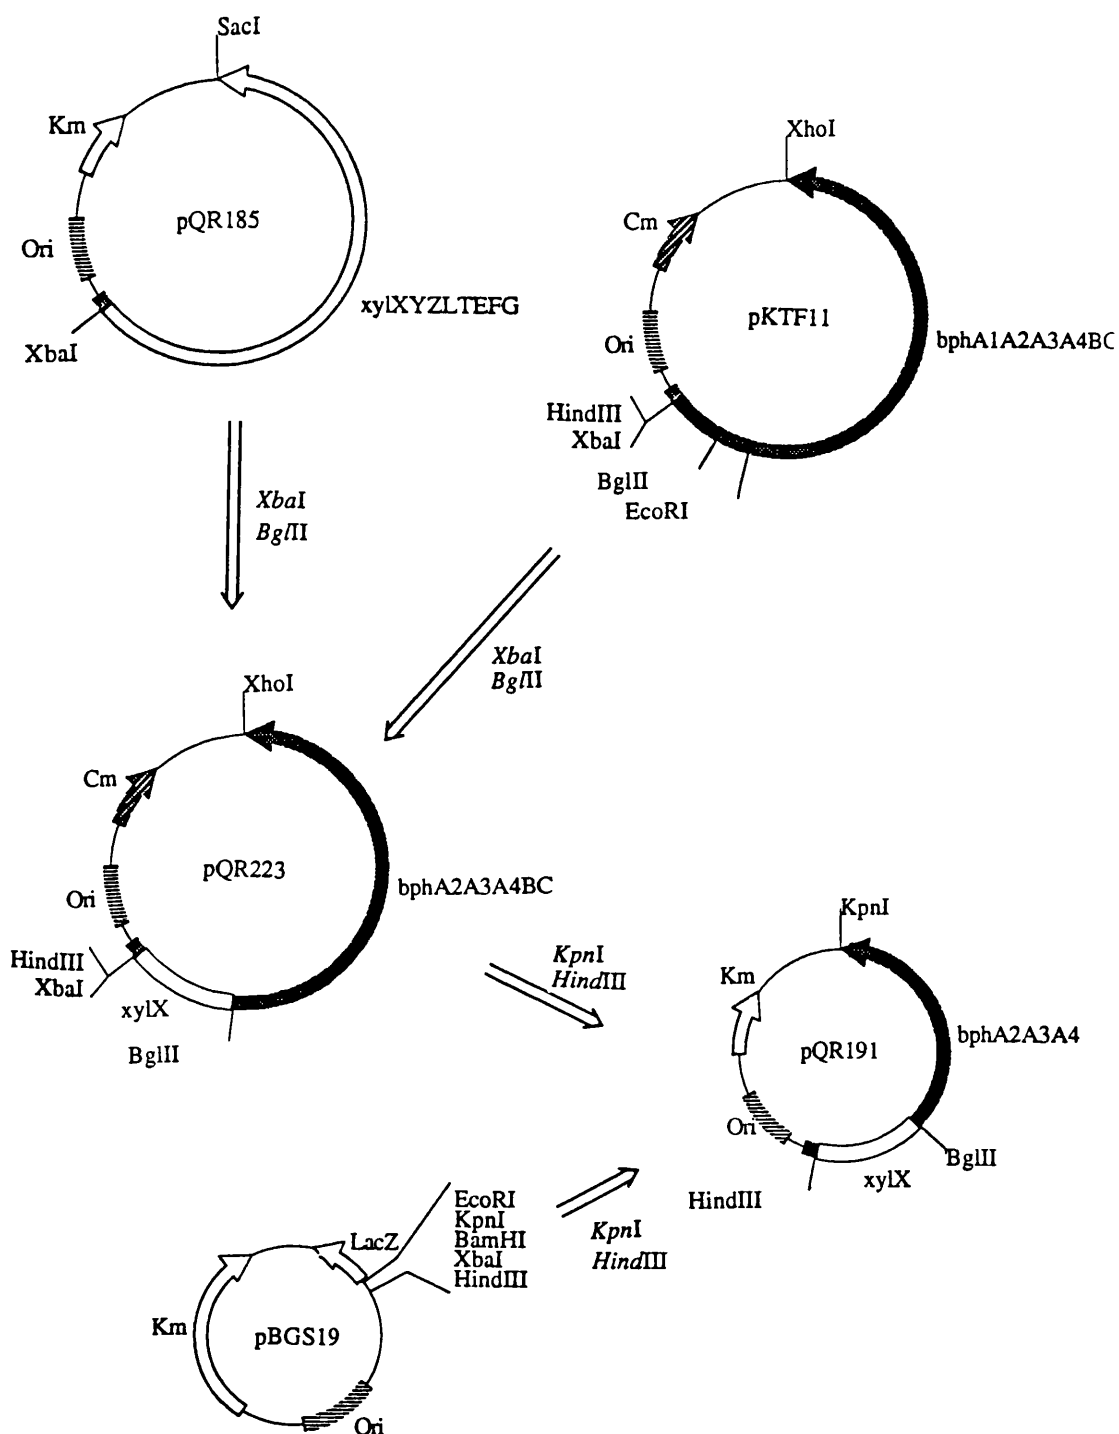 SacI
Km
pQR185
Ori
xylXYZLTEFG
XbaI
XhoI
Cm
pKTF11
Ori
bphA1A2A3A4BC
HindIII
XbaI
BglII
EcoRI
XbaI
BglII
XbaI
BglII
XhoI
Cm
pQR223
Ori
bphA2A3A4BC
HindIII
XbaI
xylX
BglII
KpnI
HindIII
KpnI
Km
pQR191
bphA2A3A4
Ori
BglII
xylX
HindIII
EcoRI
KpnI
BamHI
XbaI
HindIII
LacZ
Km
pBGS19
Ori
KpnI
HindIII